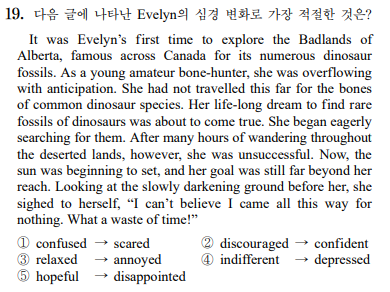 19. 다음 글에 나타난 Evelyn의 심경 변화로 가장 적절한 것은?
It was Evelyn's first time to explore the Badlands of
Alberta, famous across Canada for its numerous dinosaur
fossils. As a young amateur bone-hunter, she was overflowing
with anticipation. She had not travelled this far for the bones
of common dinosaur species. Her life-long dream to find rare
fossils of dinosaurs was about to come true. She began eagerly
searching for them. After many hours of wandering throughout
the deserted lands, however, she was unsuccessful. Now, the
sun was beginning to set, and her goal was still far beyond her
reach. Looking at the slowly darkening ground before her, she
sighed to herself, “I can't believe I came all this way for
nothing. What a waste of time!”
① confused → scared ② discouraged → confident
③ relaxed → annoyed ④ indifferent → depressed
⑤ hopeful → disappointed